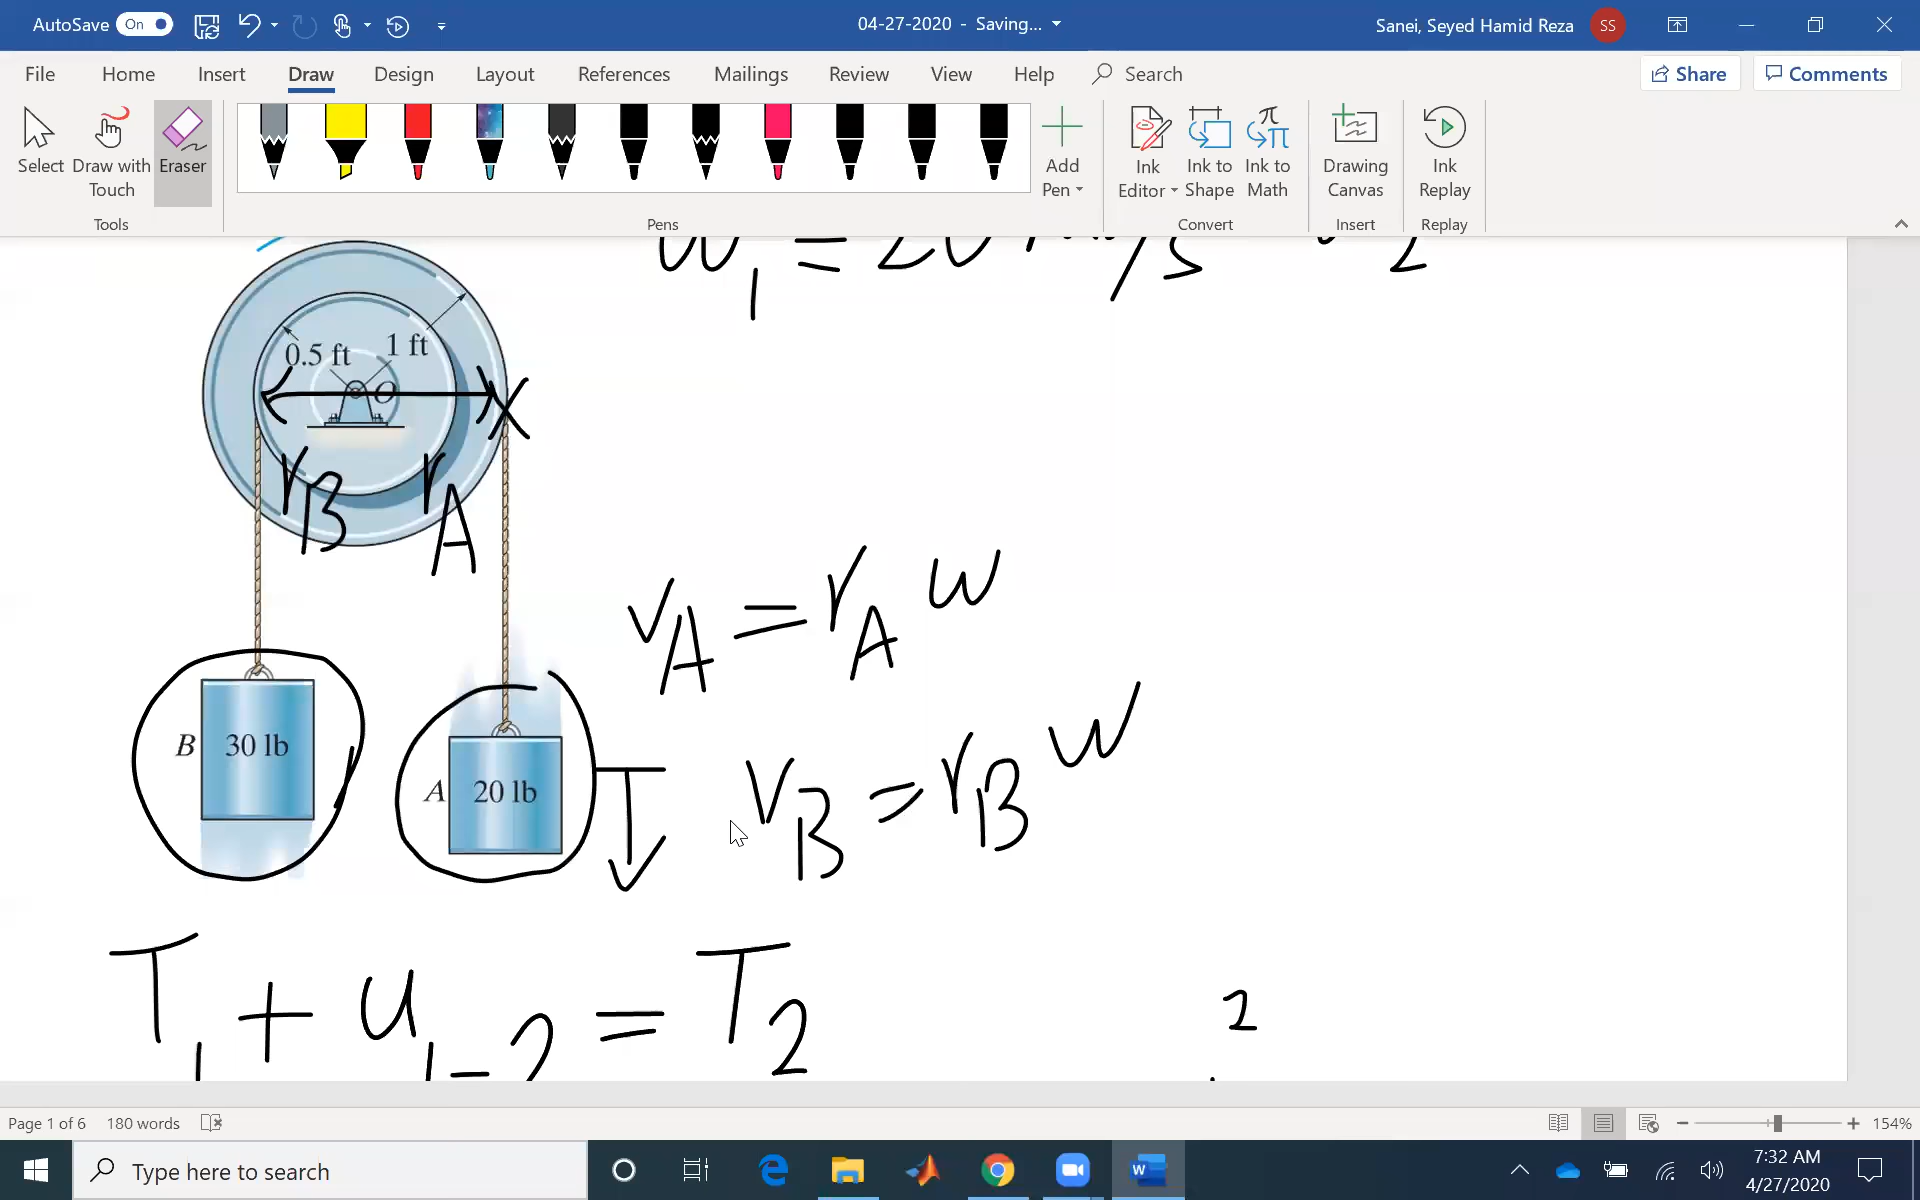 AutoSave On 04-27-2020 - Saving... Sanei, Seyed Hamid Reza SS
File Home Insert Draw Design Layout References Mailings Review View Help Search Share Comments
Select Draw with Touch Eraser
Add Pen
Ink Editor
Ink to Shape
Ink to Math
Drawing Canvas
Ink Replay
Tools Pens Convert Insert Replay
W1 = 20
0.5 ft 1 ft
O
rB rA
vA = rA w
B 30 lb
A 20 lb
vB = rB w
T1 + u1-2 = T2
2
Page 1 of 6 180 words 154%
Type here to search
7:32 AM
4/27/2020